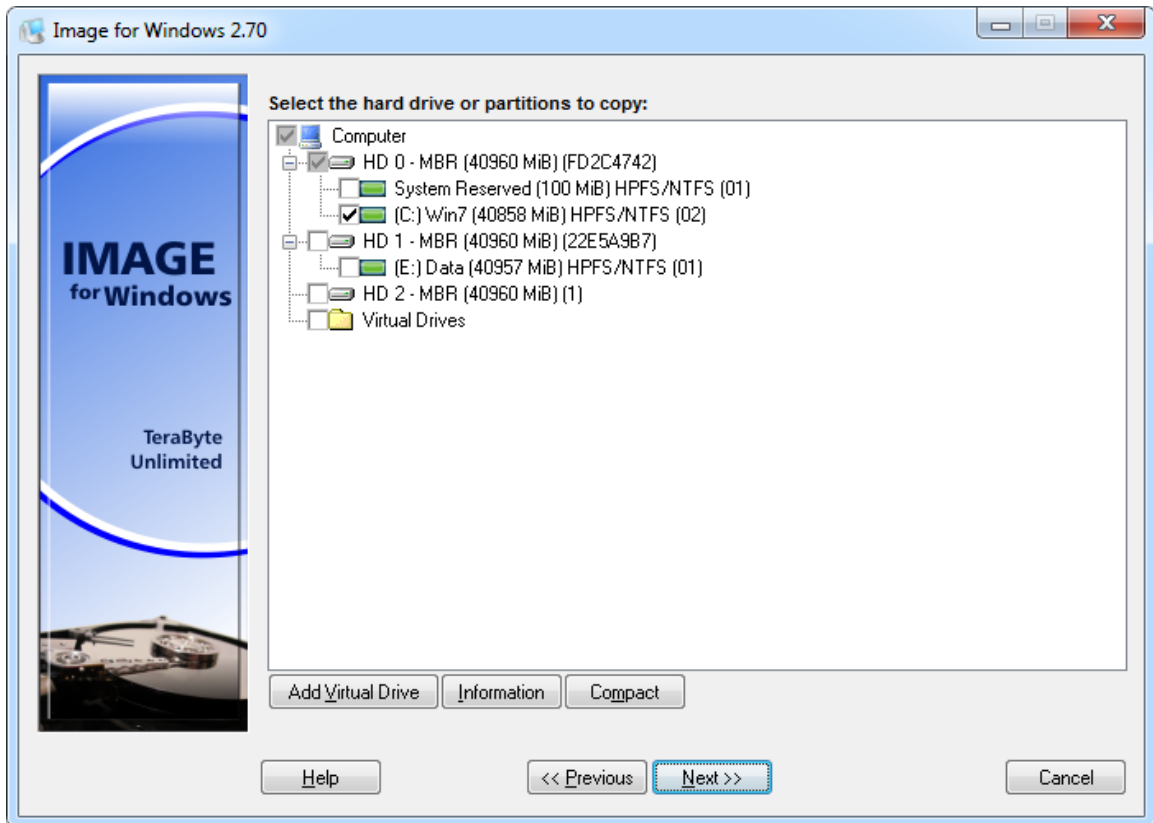 Image for Windows 2.70
IMAGE
for Windows
TeraByte
Unlimited
Select the hard drive or partitions to copy:
Computer
HD 0 - MBR (40960 MiB) (FD2C4742)
System Reserved (100 MiB) HPFS/NTFS (01)
(C:) Win7 (40858 MiB) HPFS/NTFS (02)
HD 1 - MBR (40960 MiB) (22E5A9B7)
(E:) Data (40957 MiB) HPFS/NTFS (01)
HD 2 - MBR (40960 MiB) (1)
Virtual Drives
Add Virtual Drive Information Compact
Help << Previous Next >> Cancel